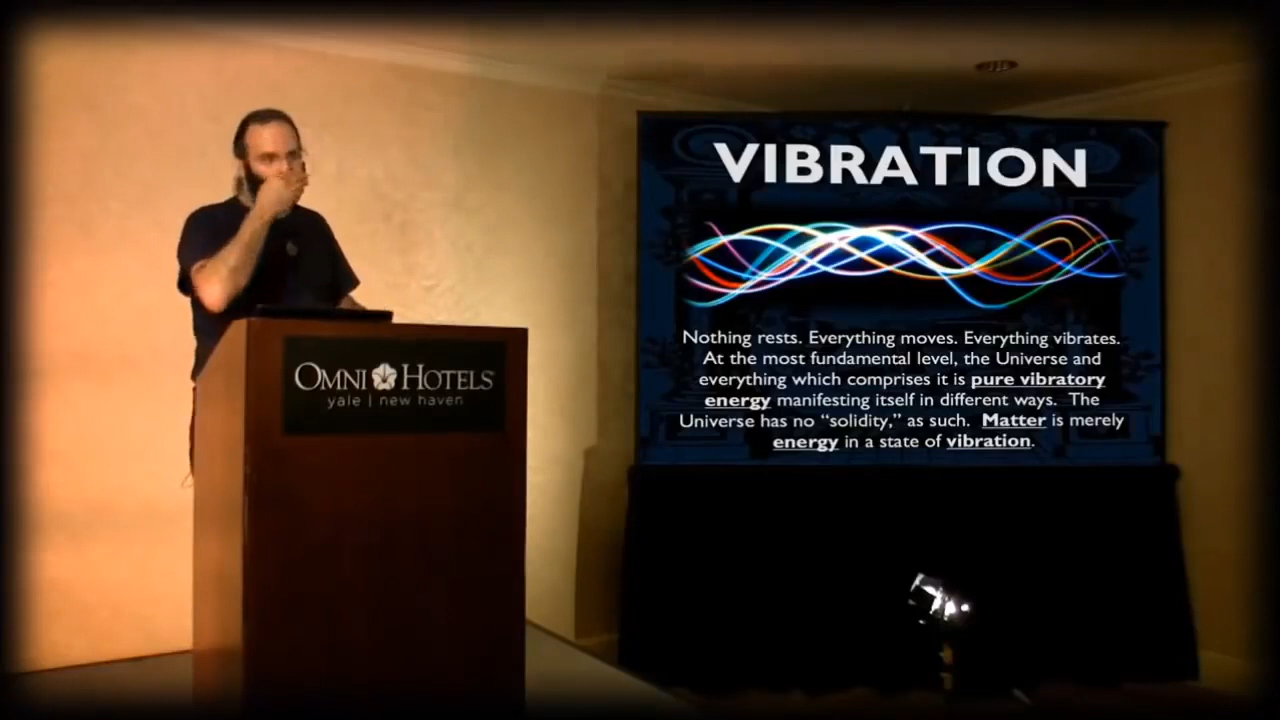 VIBRATION
Nothing rests. Everything moves. Everything vibrates.
At the most fundamental level, the Universe and
everything which comprises it is pure vibratory
energy manifesting itself in different ways. The
Universe has no “solidity,” as such. Matter is merely
energy in a state of vibration.
OMNI HOTELS
yale | new haven